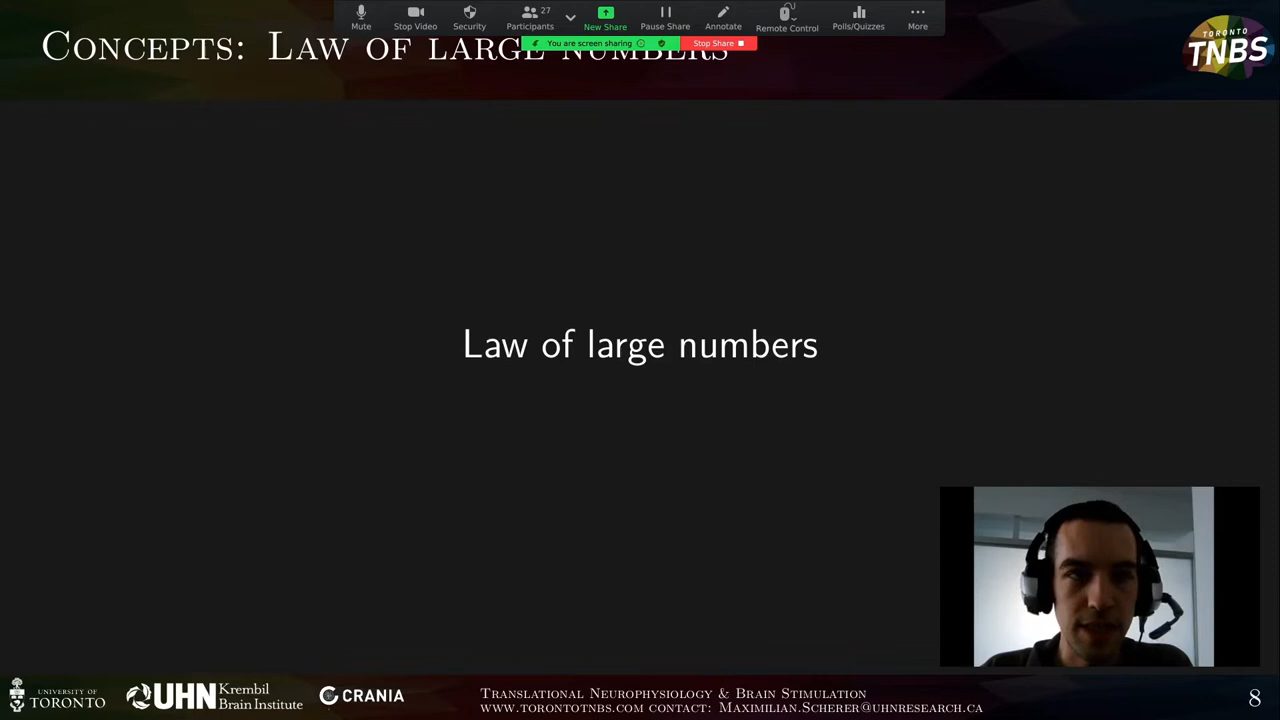 Mute
Stop Video
Security
Participants
27
New Share
Pause Share
Annotate
Remote Control
Polls/Quizzes
More
You are screen sharing
Stop Share
Concepts: Law of large numbers
TORONTO
TNBS
Law of large numbers
UNIVERSITY OF
TORONTO
UHN
Krembil
Brain Institute
CRANIA
Translational Neurophysiology & Brain Stimulation
www.torontotnbs.com contact: Maximilian.Scherer@uhnresearch.ca
8